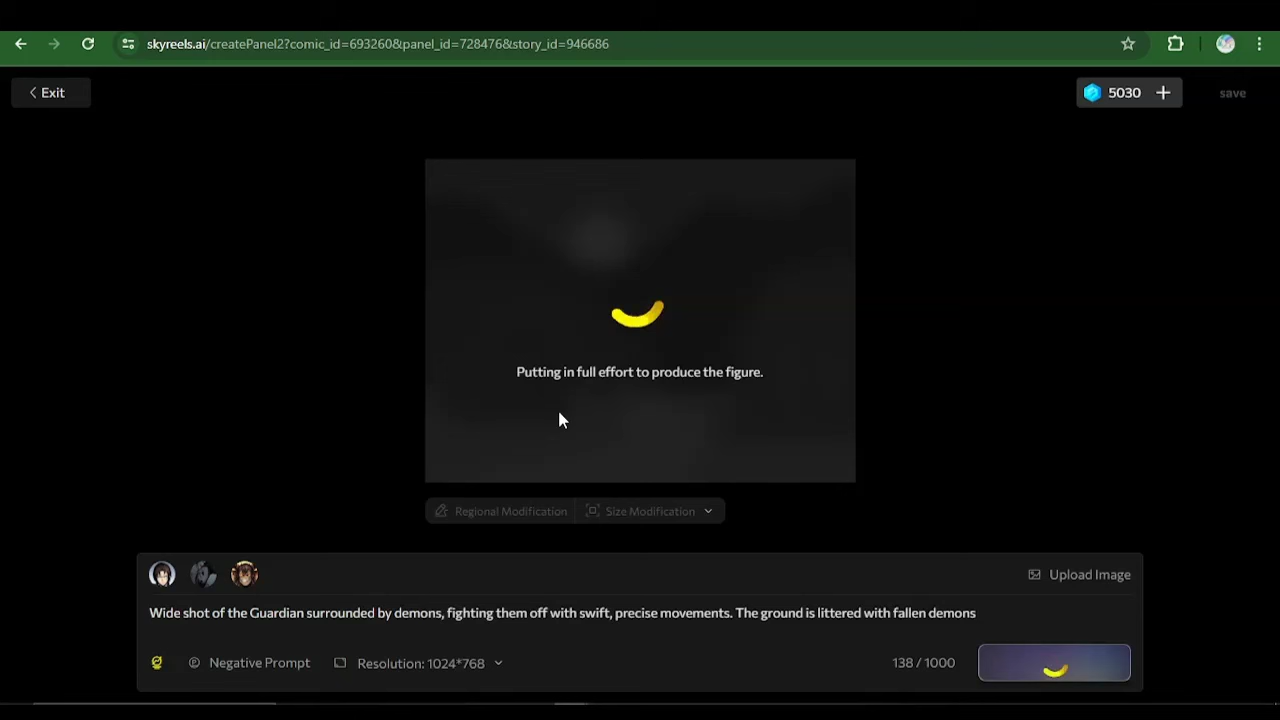 skyreels.ai/createPanel2?comic_id=693260&panel_id=728476&story_id=946686
Exit
5030
save
Putting in full effort to produce the figure.
Regional Modification
Size Modification
Upload Image
Wide shot of the Guardian surrounded by demons, fighting them off with swift, precise movements. The ground is littered with fallen demons
Negative Prompt
Resolution: 1024*768
138 / 1000